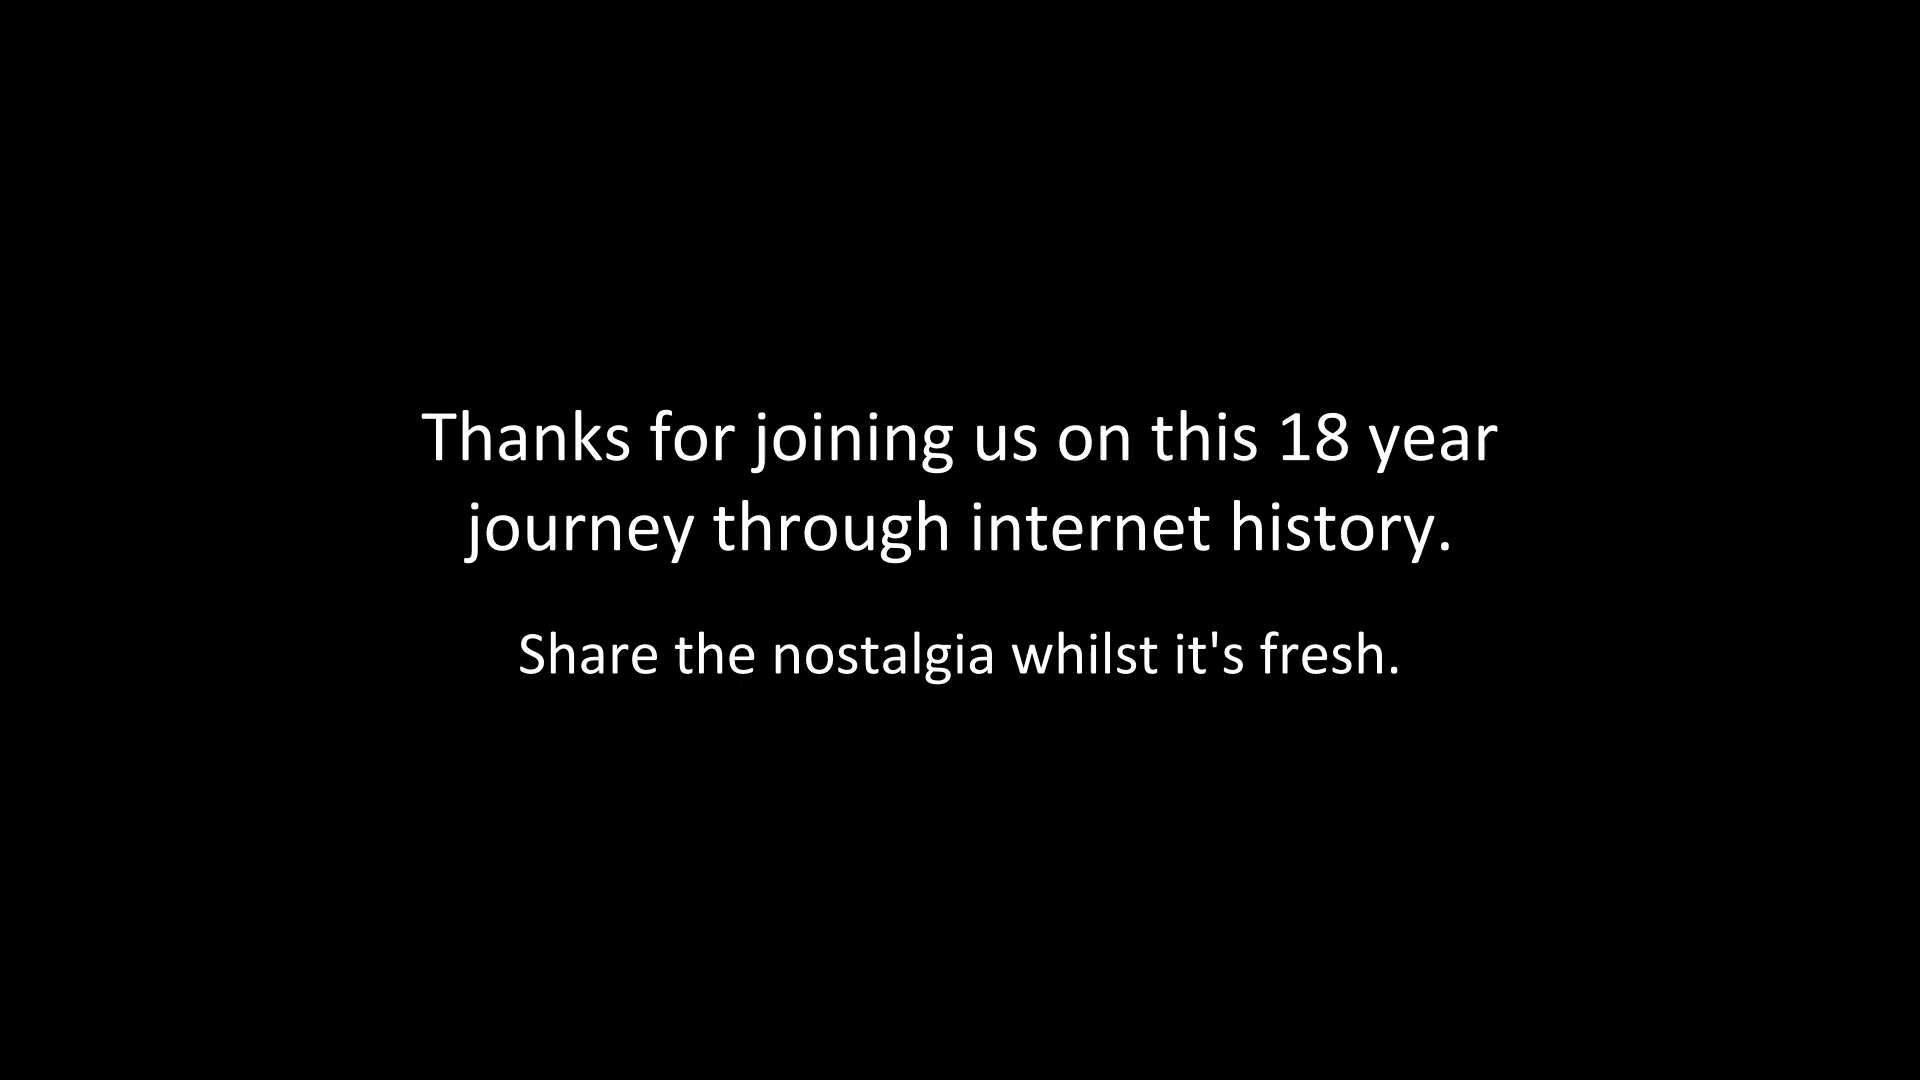 Thanks for joining us on this 18 year
journey through internet history.
Share the nostalgia whilst it's fresh.